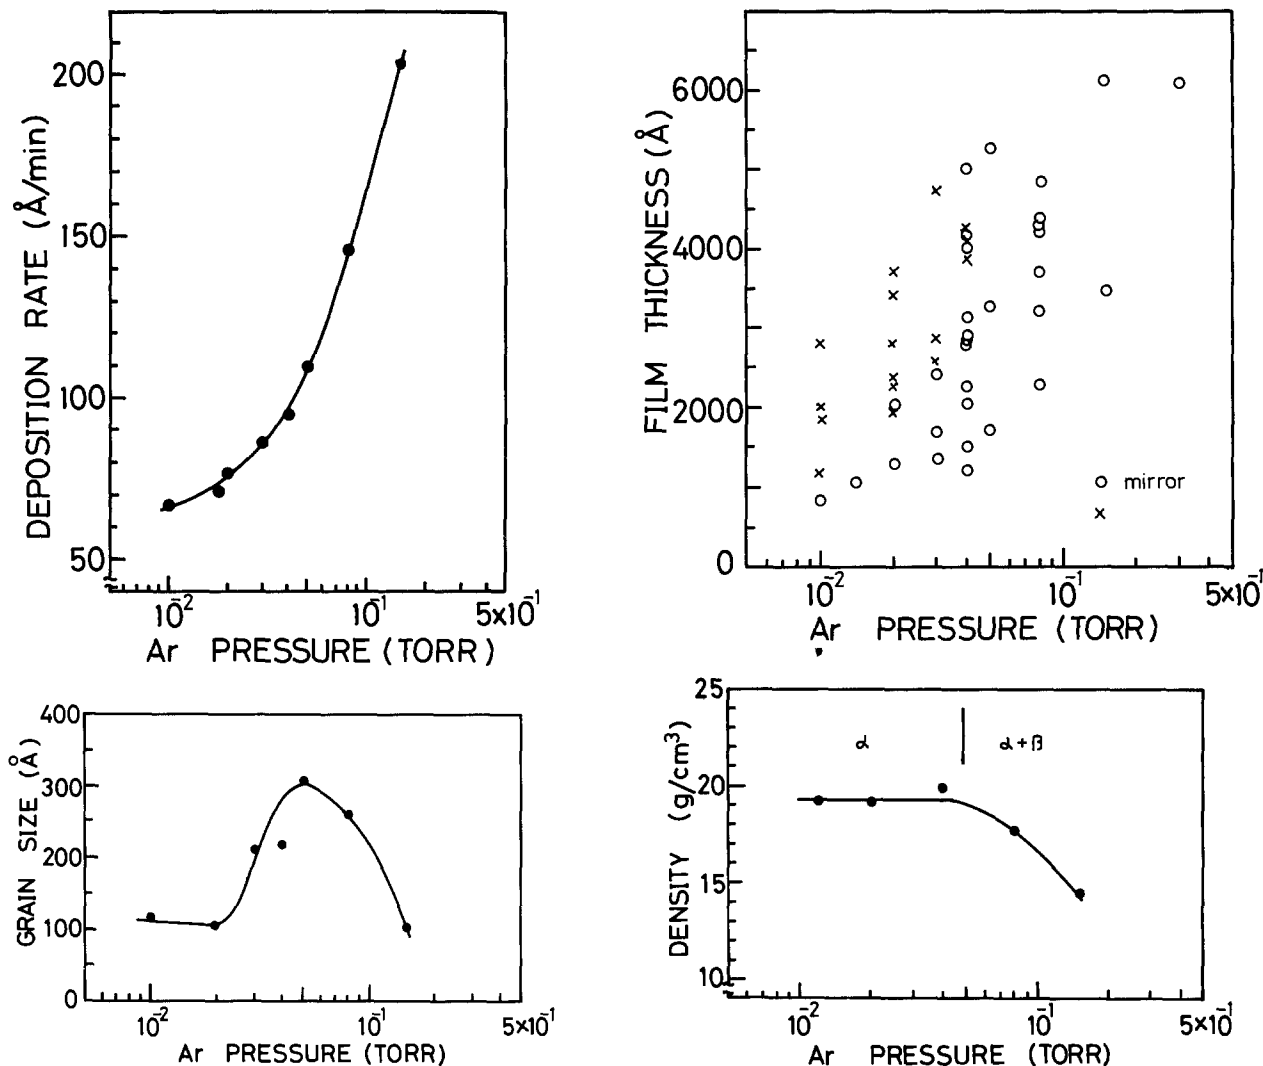 DEPOSITION RATE (Å/min)
200
150
100
50
10⁻² 10⁻¹ 5×10⁻¹
Ar PRESSURE (TORR)
FILM THICKNESS (Å)
6000
4000
2000
0
mirror
10⁻² 10⁻¹ 5×10⁻¹
Ar PRESSURE (TORR)
GRAIN SIZE (Å)
400
300
200
100
0
10⁻² 10⁻¹ 5×10⁻¹
Ar PRESSURE (TORR)
DENSITY (g/cm³)
25
20
15
10
α α+β
10⁻² 10⁻¹ 5×10⁻¹
Ar PRESSURE (TORR)